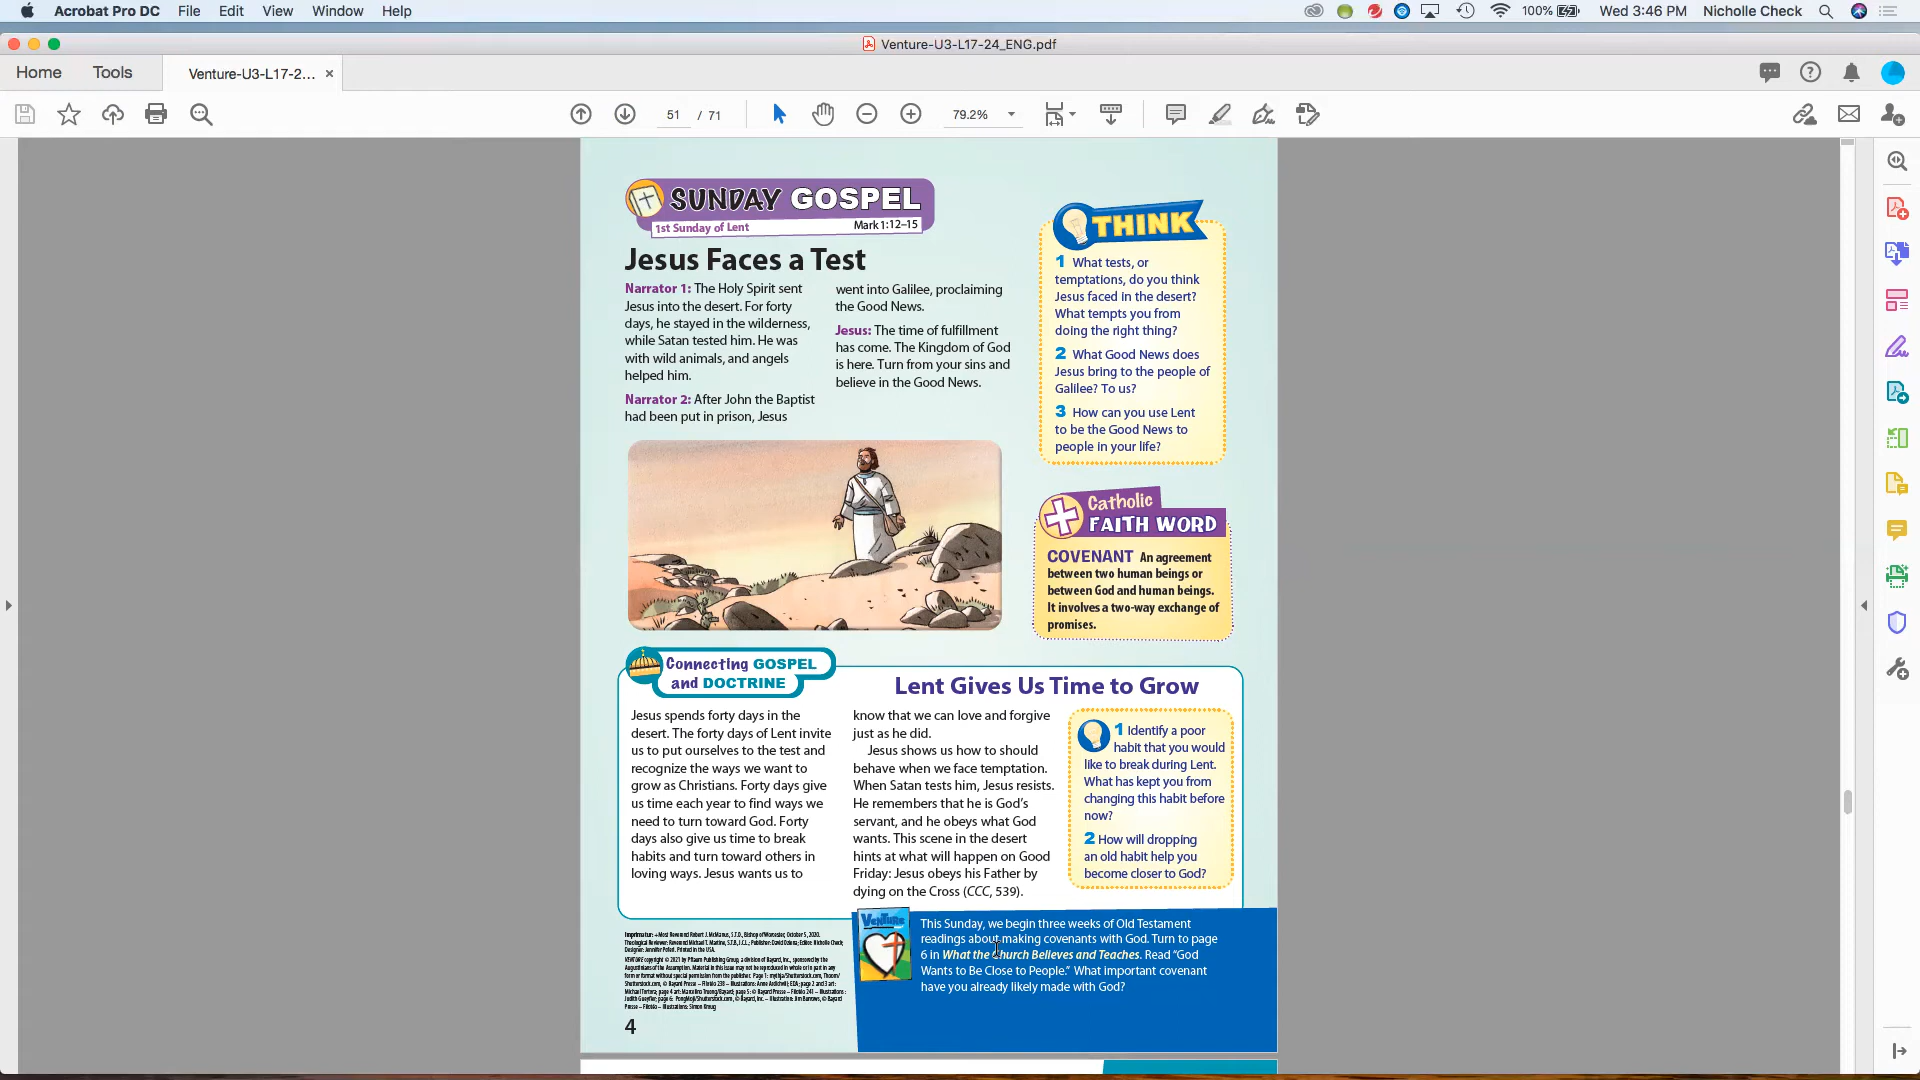 Acrobat Pro DC File Edit View Window Help
100% Wed 3:46 PM Nicholle Check
Venture-U3-L17-24_ENG.pdf
Home Tools Venture-U3-L17-2... ×
51 / 71 79.2%
SUNDAY GOSPEL
1st Sunday of Lent Mark 1:12–15
Jesus Faces a Test
Narrator 1: The Holy Spirit sent
Jesus into the desert. For forty
days, he stayed in the wilderness,
while Satan tested him. He was
with wild animals, and angels
helped him.
Narrator 2: After John the Baptist
had been put in prison, Jesus
went into Galilee, proclaiming
the Good News.
Jesus: The time of fulfillment
has come. The Kingdom of God
is here. Turn from your sins and
believe in the Good News.
THINK
1 What tests, or
temptations, do you think
Jesus faced in the desert?
What tempts you from
doing the right thing?
2 What Good News does
Jesus bring to the people of
Galilee? To us?
3 How can you use Lent
to be the Good News to
people in your life?
Catholic
FAITH WORD
COVENANT An agreement
between two human beings or
between God and human beings.
It involves a two-way exchange of
promises.
Connecting GOSPEL
and DOCTRINE
Lent Gives Us Time to Grow
Jesus spends forty days in the
desert. The forty days of Lent invite
us to put ourselves to the test and
recognize the ways we want to
grow as Christians. Forty days give
us time each year to find ways we
need to turn toward God. Forty
days also give us time to break
habits and turn toward others in
loving ways. Jesus wants us to
know that we can love and forgive
just as he did.
Jesus shows us how to should
behave when we face temptation.
When Satan tests him, Jesus resists.
He remembers that he is God's
servant, and he obeys what God
wants. This scene in the desert
hints at what will happen on Good
Friday: Jesus obeys his Father by
dying on the Cross (CCC, 539).
1 Identify a poor
habit that you would
like to break during Lent.
What has kept you from
changing this habit before
now?
2 How will dropping
an old habit help you
become closer to God?
VENTURE
This Sunday, we begin three weeks of Old Testament
readings about making covenants with God. Turn to page
6 in What the Church Believes and Teaches. Read "God
Wants to Be Close to People." What important covenant
have you already likely made with God?
4